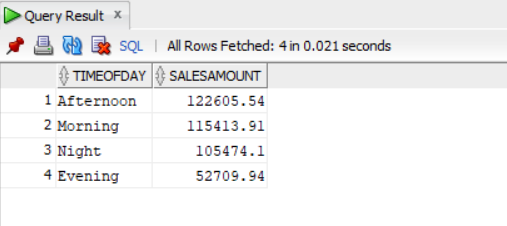 Query Result x
SQL | All Rows Fetched: 4 in 0.021 seconds
TIMEOFDAY SALESAMOUNT
1 Afternoon 122605.54
2 Morning 115413.91
3 Night 105474.1
4 Evening 52709.94